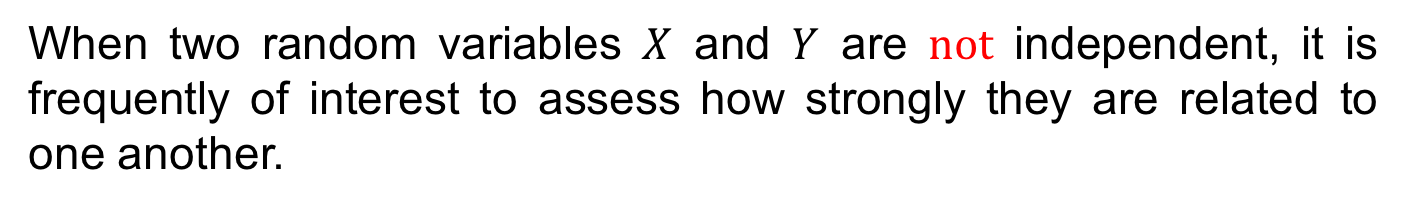 When two random variables X and Y are not independent, it is
frequently of interest to assess how strongly they are related to
one another.